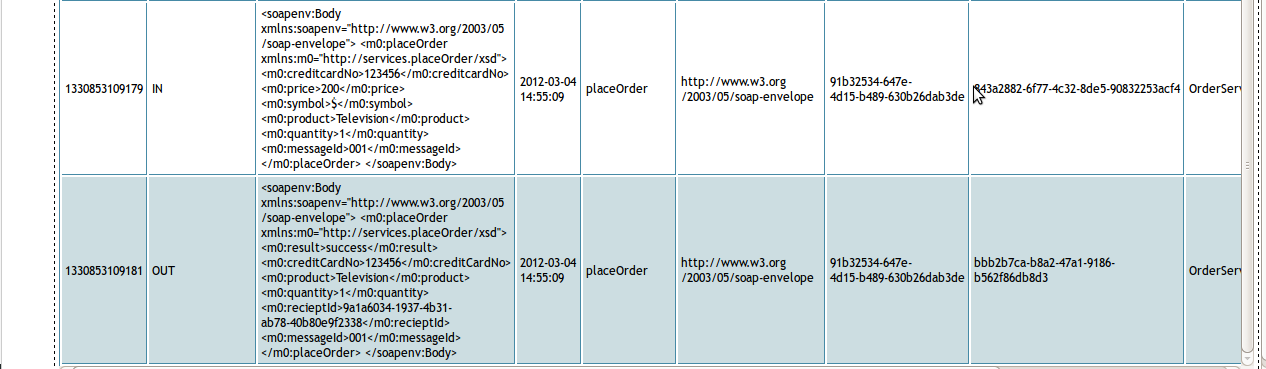 1330853109179
IN
<soapenv:Body
xmlns:soapenv="http://www.w3.org/2003/05
/soap-envelope"> <m0:placeOrder
xmlns:m0="http://services.placeOrder/xsd">
<m0:creditcardNo>123456</m0:creditcardNo>
<m0:price>200</m0:price>
<m0:symbol>$</m0:symbol>
<m0:product>Television</m0:product>
<m0:quantity>1</m0:quantity>
<m0:messageId>001</m0:messageId>
</m0:placeOrder> </soapenv:Body>
2012-03-04
14:55:09
placeOrder
http://www.w3.org
/2003/05/soap-envelope
91b32534-647e-
4d15-b489-630b26dab3de
43a2882-6f77-4c32-8de5-90832253acf4
OrderSer
1330853109181
OUT
<soapenv:Body
xmlns:soapenv="http://www.w3.org/2003/05
/soap-envelope"> <m0:placeOrder
xmlns:m0="http://services.placeOrder/xsd">
<m0:result>success</m0:result>
<m0:creditCardNo>123456</m0:creditCardNo>
<m0:product>Television</m0:product>
<m0:quantity>1</m0:quantity>
<m0:recieptId>9a1a6034-1937-4b31-
ab78-40b80e9f2338</m0:recieptId>
<m0:messageId>001</m0:messageId>
</m0:placeOrder> </soapenv:Body>
2012-03-04
14:55:09
placeOrder
http://www.w3.org
/2003/05/soap-envelope
91b32534-647e-
4d15-b489-630b26dab3de
bbb2b7ca-b8a2-47a1-9186-
b562f86db8d3
OrderSer